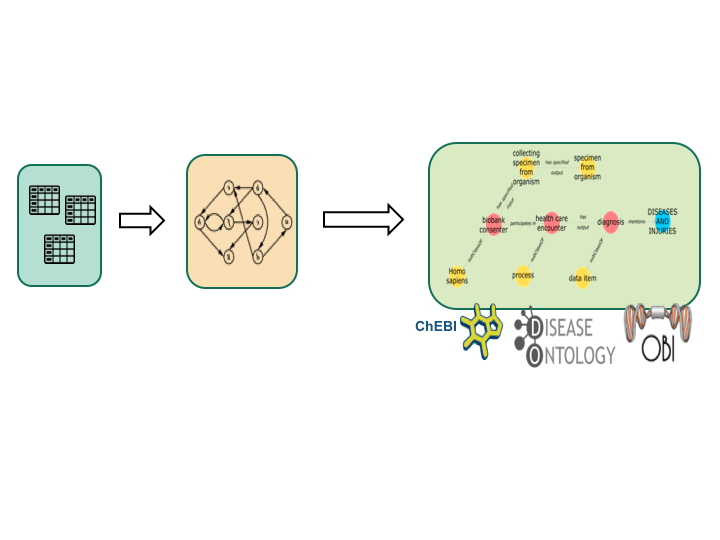 collecting
specimen
from
organism
has specified
output
specimen
from
organism
has specified
input
biobank
consenter
participates in
health care
encounter
has
output
diagnosis
mentions
DISEASES
AND
INJURIES
subClassOf
subClassOf
subClassOf
Homo
sapiens
process
data item
ChEBI
DISEASE
ONTOLOGY
OBI